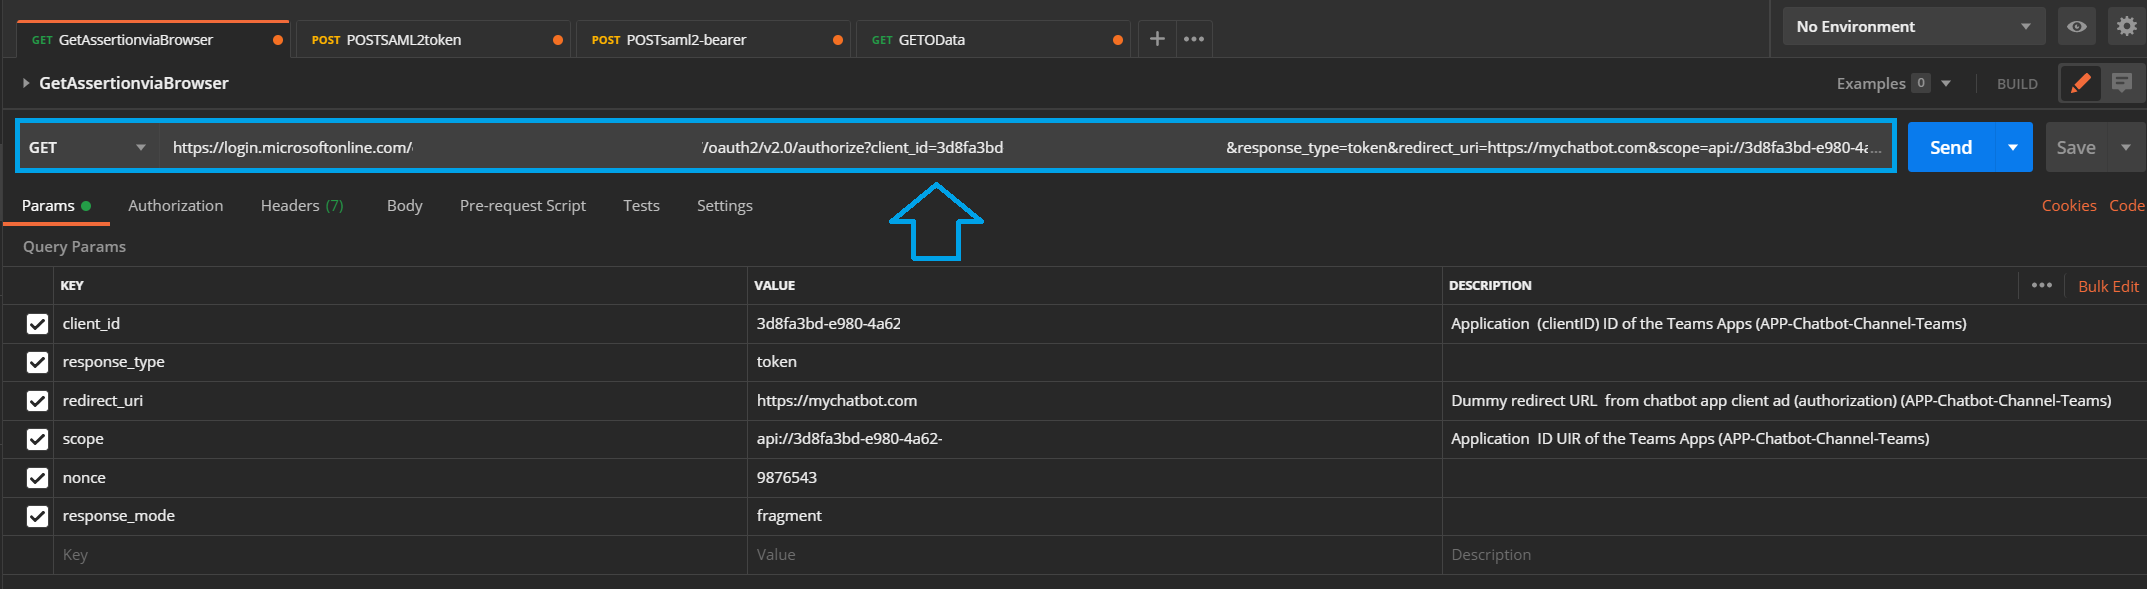 GET GetAssertionviaBrowser POST POSTSAML2token POST POSTsaml2-bearer GET GETOData No Environment
GetAssertionviaBrowser Examples 0 BUILD
GET https://login.microsoftonline.com/ /oauth2/v2.0/authorize?client_id=3d8fa3bd &response_type=token&redirect_uri=https://mychatbot.com&scope=api://3d8fa3bd-e980-4a... Send Save
Params Authorization Headers (7) Body Pre-request Script Tests Settings Cookies Code
Query Params
KEY VALUE DESCRIPTION ••• Bulk Edit
client_id 3d8fa3bd-e980-4a62 Application (clientID) ID of the Teams Apps (APP-Chatbot-Channel-Teams)
response_type token
redirect_uri https://mychatbot.com Dummy redirect URL from chatbot app client ad (authorization) (APP-Chatbot-Channel-Teams)
scope api://3d8fa3bd-e980-4a62- Application ID UIR of the Teams Apps (APP-Chatbot-Channel-Teams)
nonce 9876543
response_mode fragment
Key Value Description